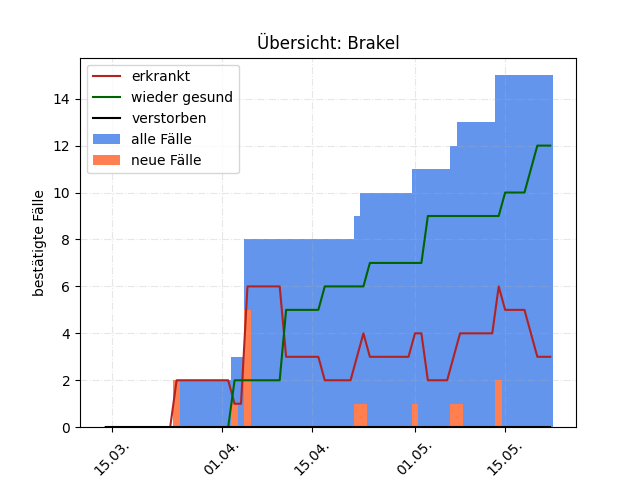 Übersicht: Brakel
erkrankt
wieder gesund
verstorben
alle Fälle
neue Fälle
bestätigte Fälle
14
12
10
8
6
4
2
0
15.03.
01.04.
15.04.
01.05.
15.05.